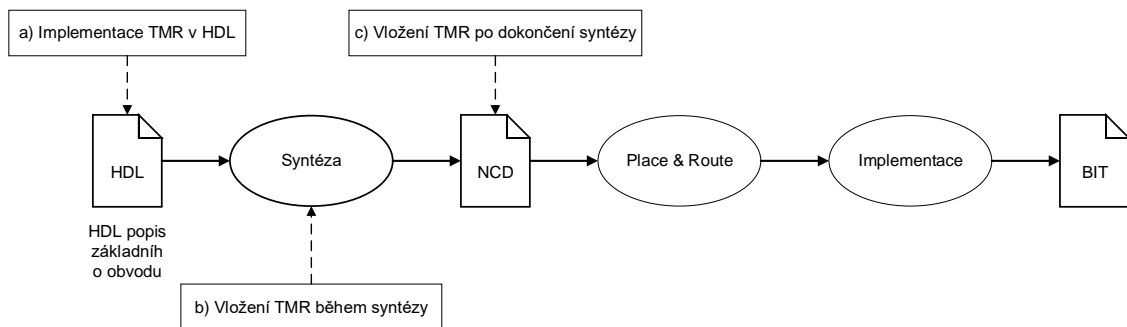 a) Implementace TMR v HDL
c) Vložení TMR po dokončení syntézy
HDL
Syntéza
NCD
Place & Route
Implementace
BIT
HDL popis
základníh
o obvodu
b) Vložení TMR během syntézy